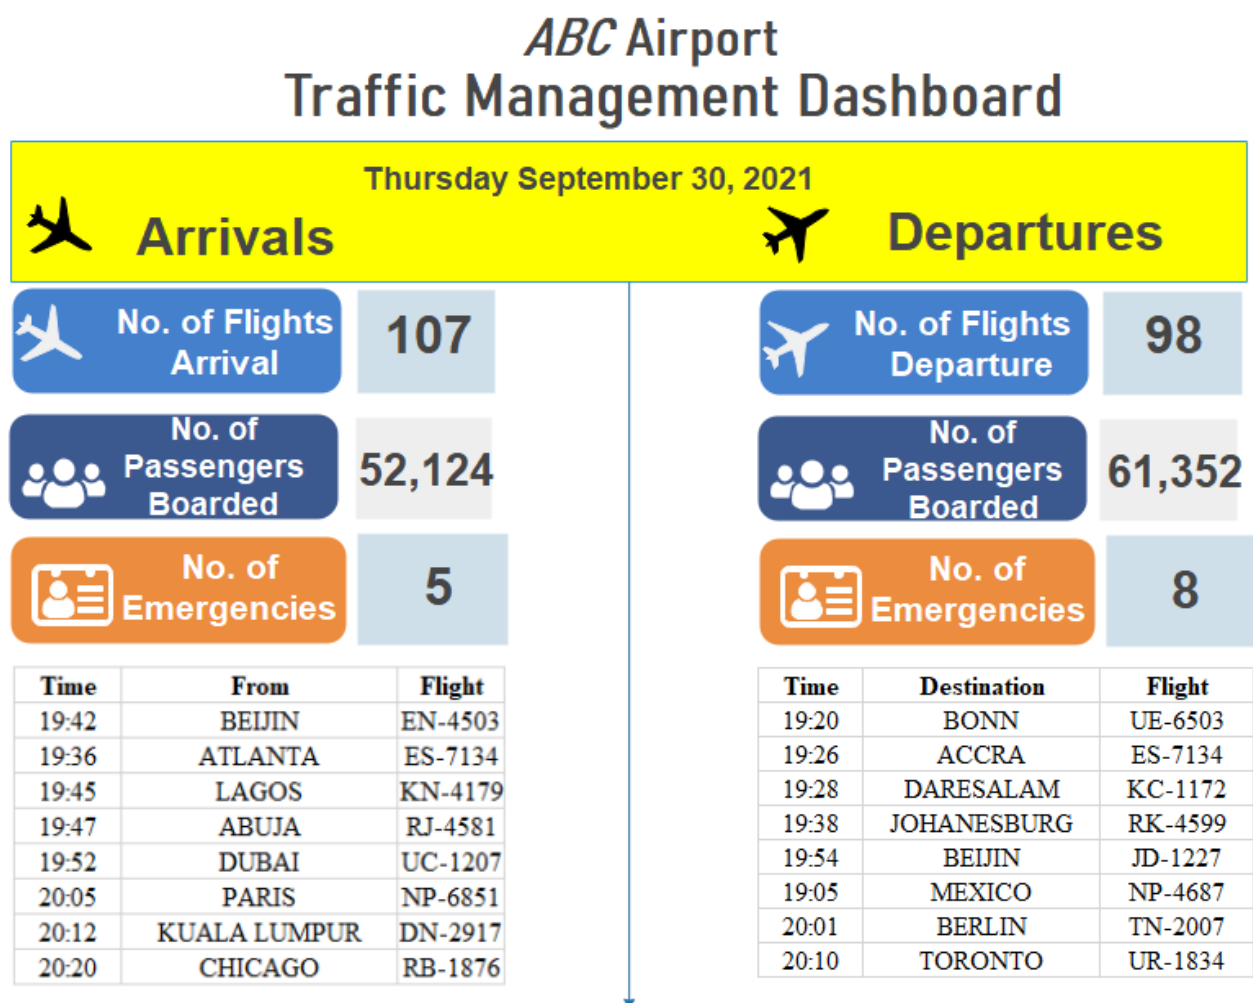 ABC Airport
Traffic Management Dashboard
Thursday September 30, 2021
Arrivals
Departures
No. of Flights
Arrival
107
No. of
Passengers
Boarded
52,124
No. of
Emergencies
5
Time From Flight
19:42 BEIJIN EN-4503
19:36 ATLANTA ES-7134
19:45 LAGOS KN-4179
19:47 ABUJA RJ-4581
19:52 DUBAI UC-1207
20:05 PARIS NP-6851
20:12 KUALA LUMPUR DN-2917
20:20 CHICAGO RB-1876
No. of Flights
Departure
98
No. of
Passengers
Boarded
61,352
No. of
Emergencies
8
Time Destination Flight
19:20 BONN UE-6503
19:26 ACCRA ES-7134
19:28 DARESALAM KC-1172
19:38 JOHANESBURG RK-4599
19:54 BEIJIN JD-1227
19:05 MEXICO NP-4687
20:01 BERLIN TN-2007
20:10 TORONTO UR-1834